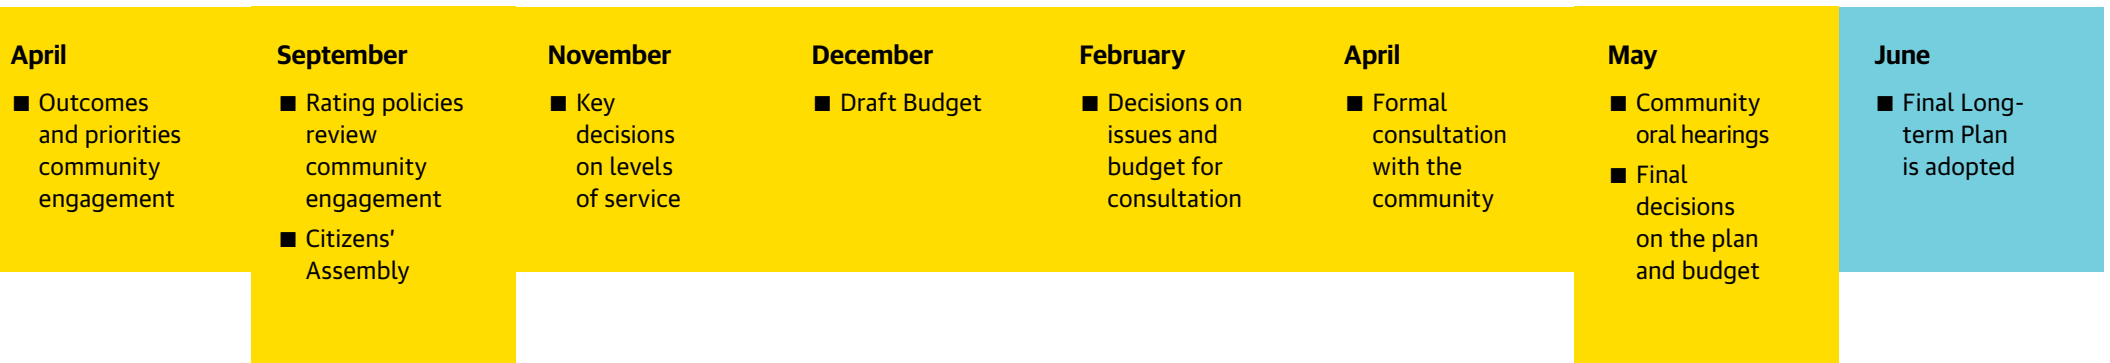 April
■ Outcomes
and priorities
community
engagement
September
■ Rating policies
review
community
engagement
■ Citizens’
Assembly
November
■ Key
decisions
on levels
of service
December
■ Draft Budget
February
■ Decisions on
issues and
budget for
consultation
April
■ Formal
consultation
with the
community
May
■ Community
oral hearings
■ Final
decisions
on the plan
and budget
June
■ Final Long-
term Plan
is adopted